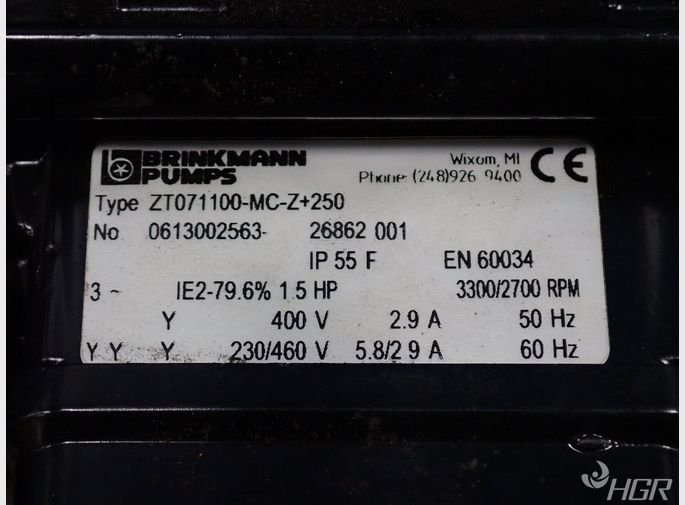 BRINKMANN
PUMPS
Wixom, MI
Phone: (248)926 9400
CE
Type ZT071100-MC-Z+250
No 0613002563- 26862 001
IP 55 F EN 60034
3 ~ IE2-79.6% 1.5 HP 3300/2700 RPM
Y 400 V 2.9 A 50 Hz
Y Y Y 230/460 V 5.8/2 9 A 60 Hz
HGR